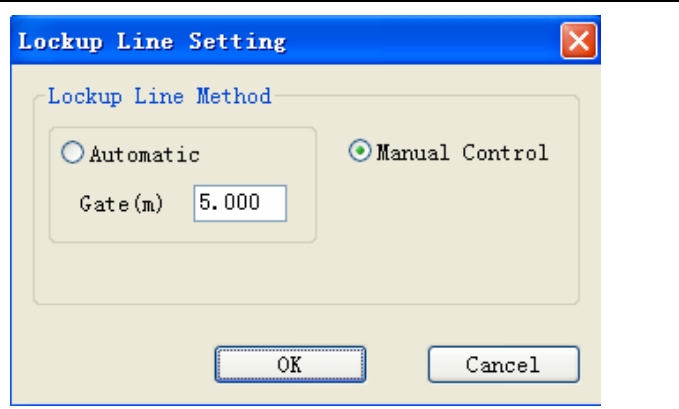 Lockup Line Setting
Lockup Line Method
Automatic
Manual Control
Gate(m) 5.000
OK
Cancel